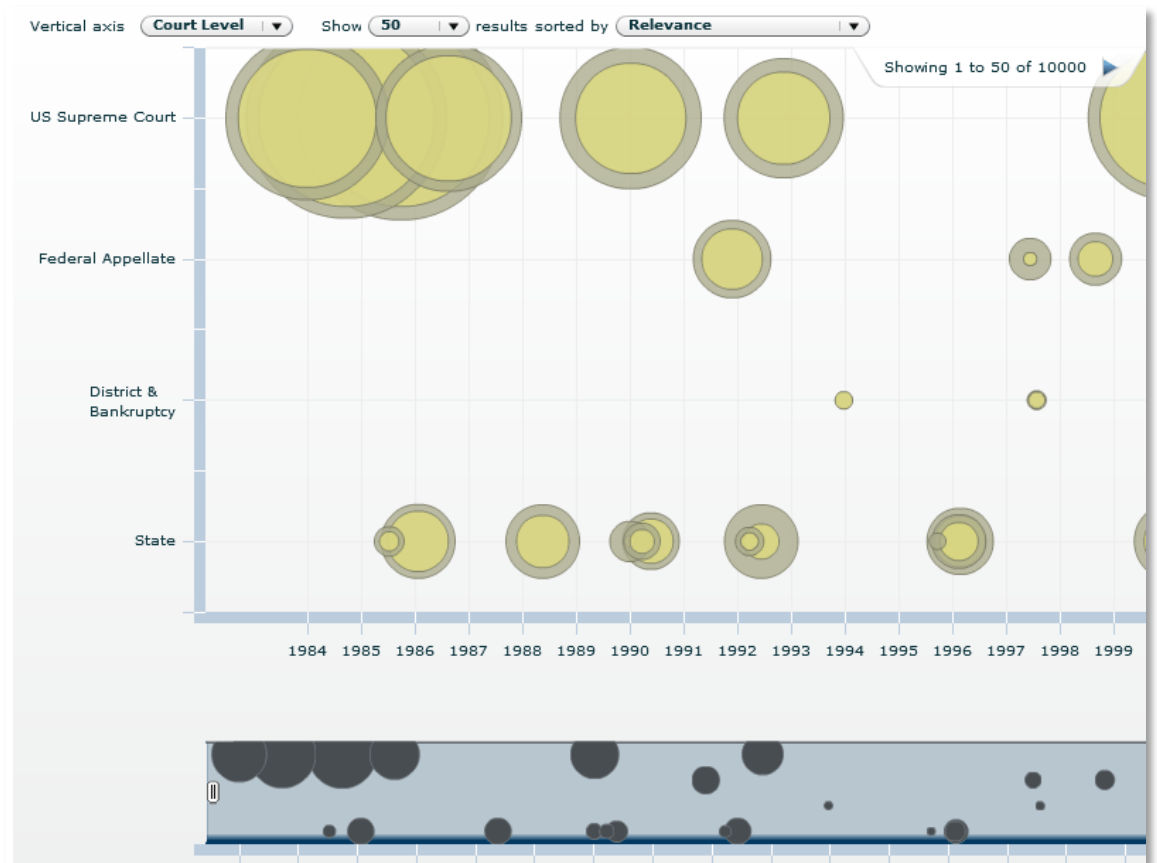 Vertical axis Court Level Show 50 results sorted by Relevance
Showing 1 to 50 of 10000
US Supreme Court
Federal Appellate
District &
Bankruptcy
State
1984 1985 1986 1987 1988 1989 1990 1991 1992 1993 1994 1995 1996 1997 1998 1999